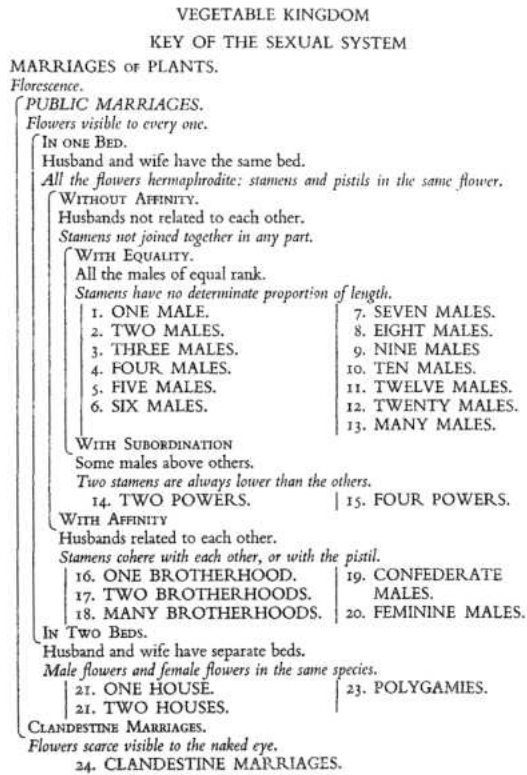 VEGETABLE KINGDOM
KEY OF THE SEXUAL SYSTEM
MARRIAGES OF PLANTS.
Florescence.
PUBLIC MARRIAGES.
Flowers visible to every one.
IN ONE BED.
Husband and wife have the same bed.
All the flowers hermaphrodite: stamens and pistils in the same flower.
WITHOUT AFFINITY.
Husbands not related to each other.
Stamens not joined together in any part.
WITH EQUALITY.
All the males of equal rank.
Stamens have no determinate proportion of length.
1. ONE MALE.
2. TWO MALES.
3. THREE MALES.
4. FOUR MALES.
5. FIVE MALES.
6. SIX MALES.
7. SEVEN MALES.
8. EIGHT MALES.
9. NINE MALES
10. TEN MALES.
11. TWELVE MALES.
12. TWENTY MALES.
13. MANY MALES.
WITH SUBORDINATION
Some males above others.
Two stamens are always lower than the others.
14. TWO POWERS.
15. FOUR POWERS.
WITH AFFINITY
Husbands related to each other.
Stamens cohere with each other, or with the pistil.
16. ONE BROTHERHOOD.
17. TWO BROTHERHOODS.
18. MANY BROTHERHOODS.
19. CONFEDERATE
MALES.
20. FEMININE MALES.
IN TWO BEDS.
Husband and wife have separate beds.
Male flowers and female flowers in the same species.
21. ONE HOUSE.
21. TWO HOUSES.
23. POLYGAMIES.
CLANDESTINE MARRIAGES.
Flowers scarce visible to the naked eye.
24. CLANDESTINE MARRIAGES.